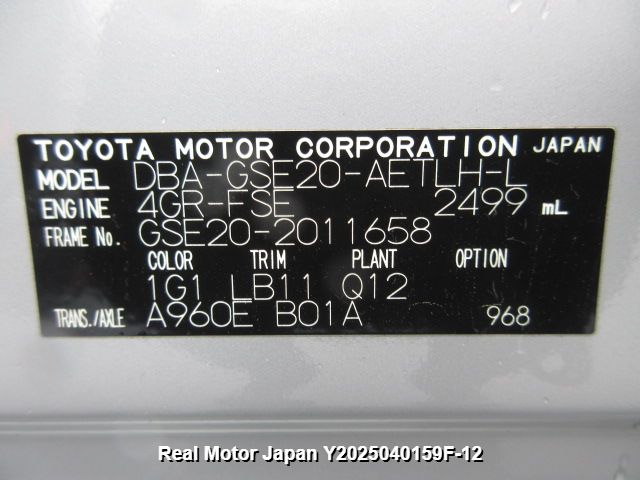 TOYOTA MOTOR CORPORATION JAPAN
MODEL DBA-GSE20-AETLH-L
ENGINE 4GR-FSE 2499 mL
FRAME No. GSE20-2011658
COLOR TRIM PLANT OPTION
1G1 LB11 Q12
TRANS./AXLE A960E B01A 968
Real Motor Japan Y2025040159F-12